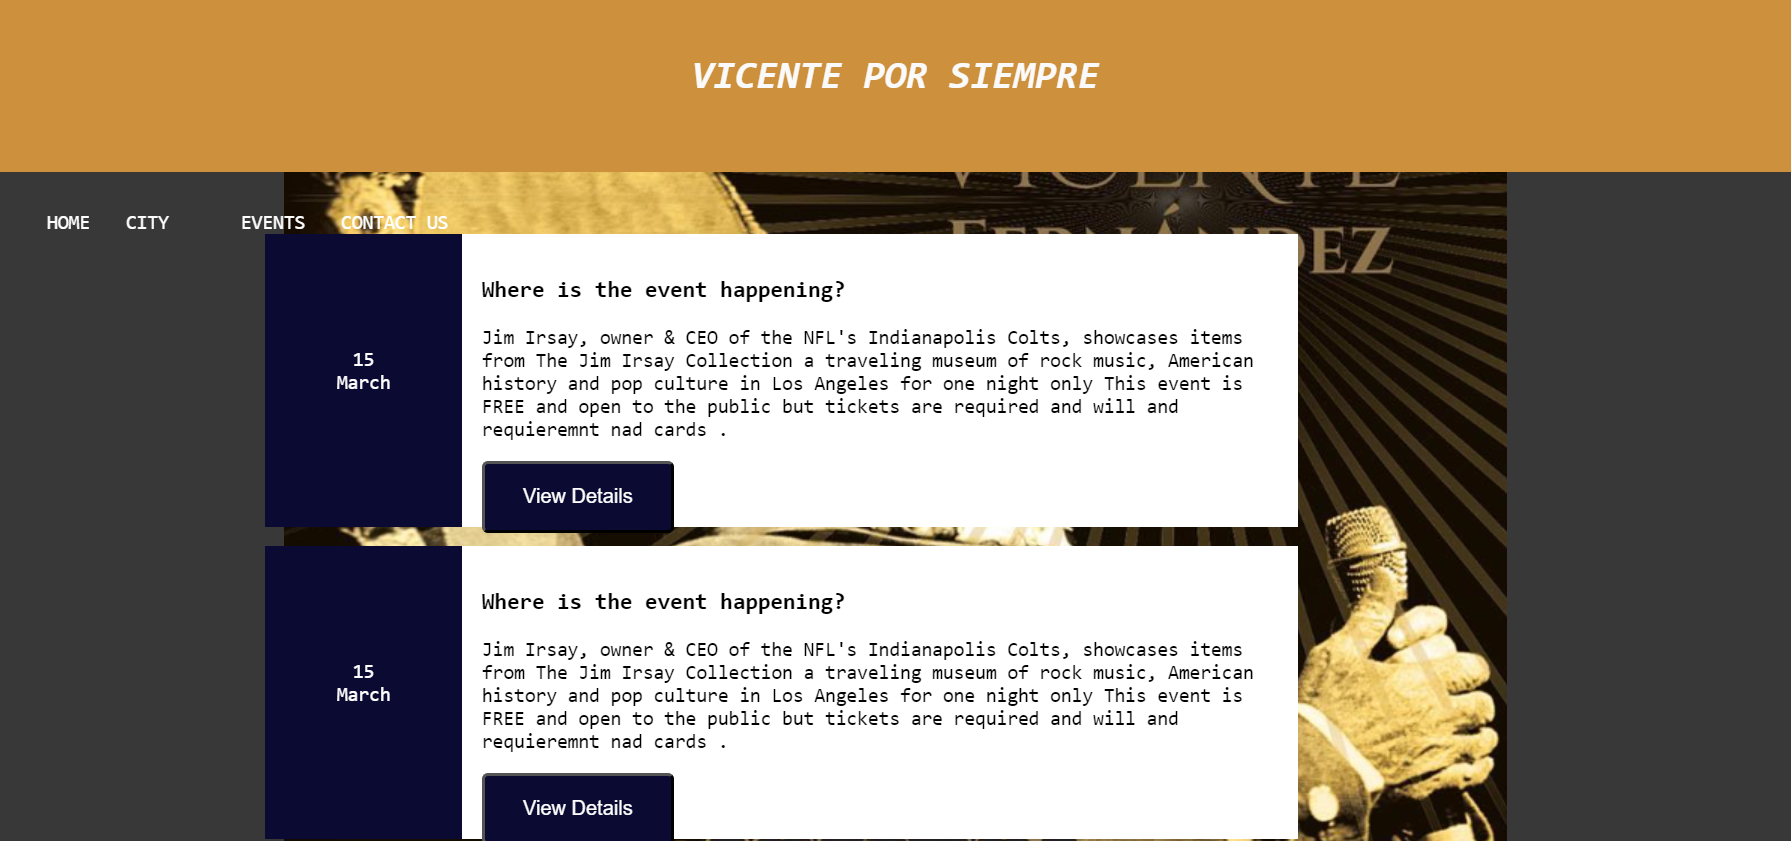 VICENTE POR SIEMPRE
VICENTE
HOME CITY EVENTS CONTACT US
DEZ
Where is the event happening?
15
March
Jim Irsay, owner & CEO of the NFL's Indianapolis Colts, showcases items
from The Jim Irsay Collection a traveling museum of rock music, American
history and pop culture in Los Angeles for one night only This event is
FREE and open to the public but tickets are required and will and
requieremnt nad cards .
View Details
Where is the event happening?
15
March
Jim Irsay, owner & CEO of the NFL's Indianapolis Colts, showcases items
from The Jim Irsay Collection a traveling museum of rock music, American
history and pop culture in Los Angeles for one night only This event is
FREE and open to the public but tickets are required and will and
requieremnt nad cards .
View Details